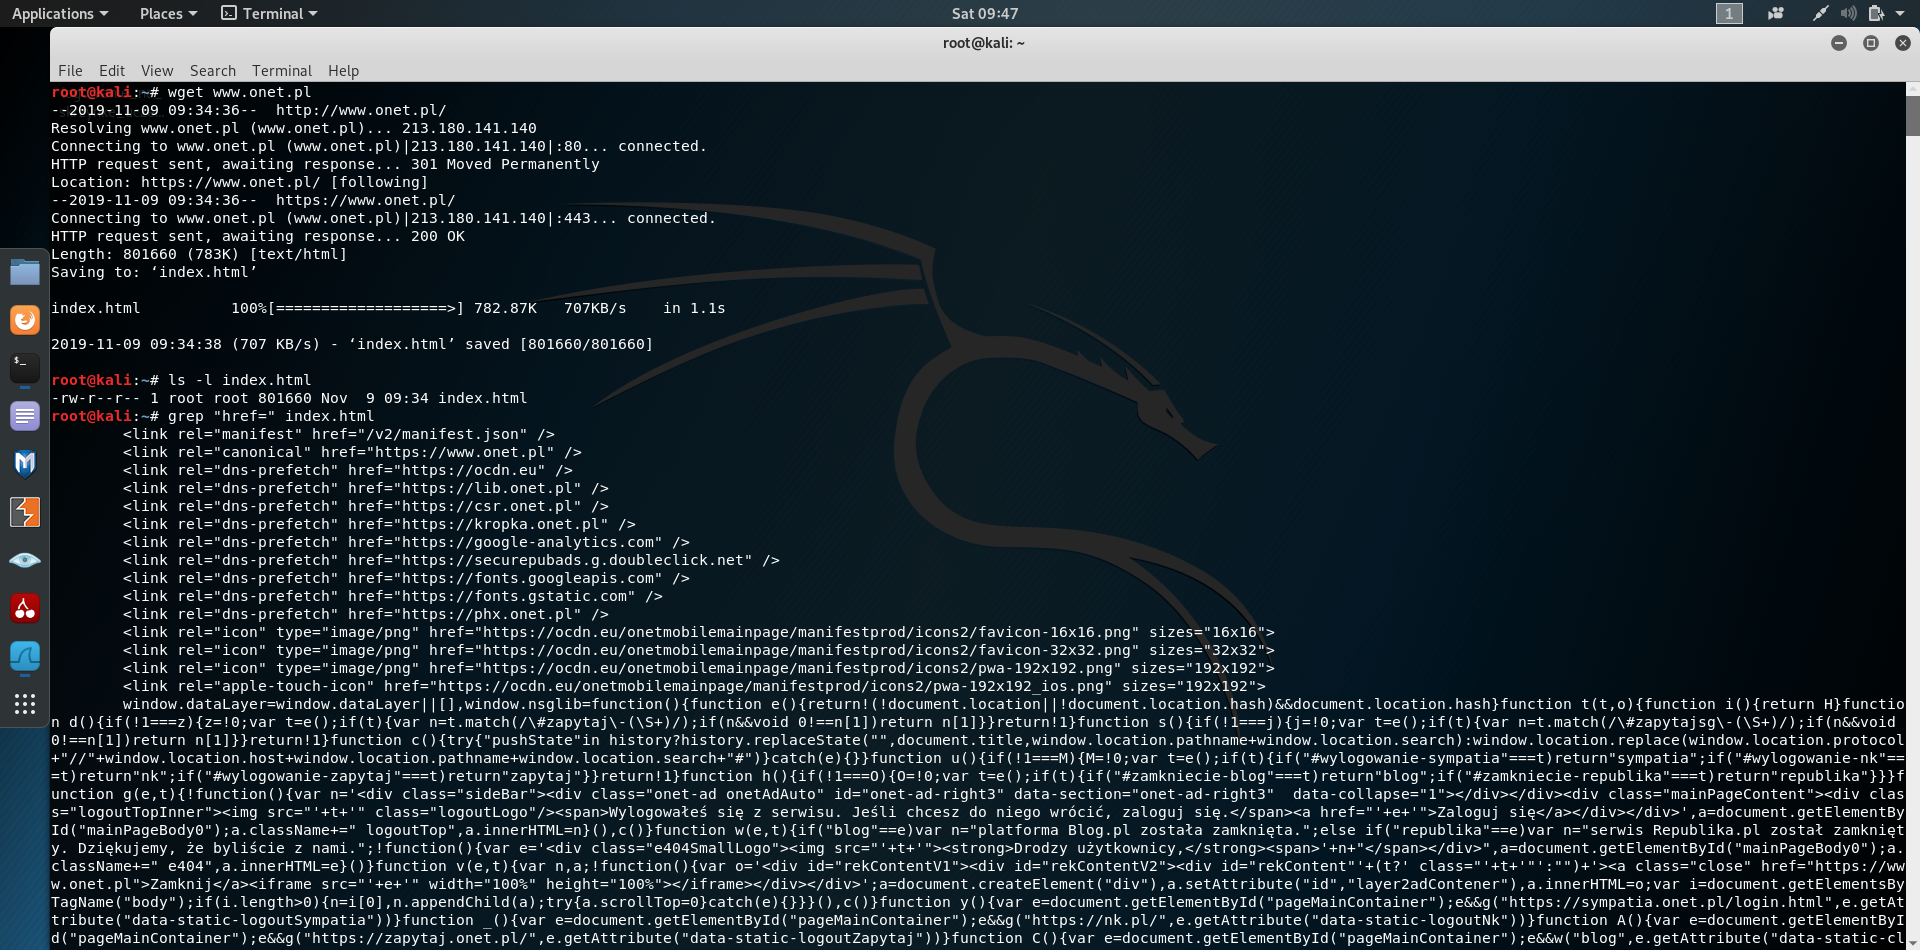 Applications Places Terminal Sat 09:47 1
root@kali: ~
File Edit View Search Terminal Help
root@kali:~# wget www.onet.pl
--2019-11-09 09:34:36--  http://www.onet.pl/
Resolving www.onet.pl (www.onet.pl)... 213.180.141.140
Connecting to www.onet.pl (www.onet.pl)|213.180.141.140|:80... connected.
HTTP request sent, awaiting response... 301 Moved Permanently
Location: https://www.onet.pl/ [following]
--2019-11-09 09:34:36--  https://www.onet.pl/
Connecting to www.onet.pl (www.onet.pl)|213.180.141.140|:443... connected.
HTTP request sent, awaiting response... 200 OK
Length: 801660 (783K) [text/html]
Saving to: ‘index.html’
index.html          100%[===================>] 782.87K   707KB/s    in 1.1s
2019-11-09 09:34:38 (707 KB/s) - ‘index.html’ saved [801660/801660]
root@kali:~# ls -l index.html
-rw-r--r-- 1 root root 801660 Nov  9 09:34 index.html
root@kali:~# grep "href=" index.html
<link rel="manifest" href="/v2/manifest.json" />
<link rel="canonical" href="https://www.onet.pl" />
<link rel="dns-prefetch" href="https://ocdn.eu" />
<link rel="dns-prefetch" href="https://lib.onet.pl" />
<link rel="dns-prefetch" href="https://csr.onet.pl" />
<link rel="dns-prefetch" href="https://kropka.onet.pl" />
<link rel="dns-prefetch" href="https://google-analytics.com" />
<link rel="dns-prefetch" href="https://securepubads.g.doubleclick.net" />
<link rel="dns-prefetch" href="https://fonts.googleapis.com" />
<link rel="dns-prefetch" href="https://fonts.gstatic.com" />
<link rel="dns-prefetch" href="https://phx.onet.pl" />
<link rel="icon" type="image/png" href="https://ocdn.eu/onetmobilemainpage/manifestprod/icons2/favicon-16x16.png" sizes="16x16">
<link rel="icon" type="image/png" href="https://ocdn.eu/onetmobilemainpage/manifestprod/icons2/favicon-32x32.png" sizes="32x32">
<link rel="icon" type="image/png" href="https://ocdn.eu/onetmobilemainpage/manifestprod/icons2/pwa-192x192.png" sizes="192x192">
<link rel="apple-touch-icon" href="https://ocdn.eu/onetmobilemainpage/manifestprod/icons2/pwa-192x192_ios.png" sizes="192x192">
window.dataLayer=window.dataLayer||[],window.nsglib=function(){function e(){return!(!document.location||!document.location.hash)&&document.location.hash}function t(t,o){function i(){return H}functio
n d(){if(!1===z){z=!0;var t=e();if(t){var n=t.match(/\#zapytaj\-(\S+)/);if(n&&void 0!==n[1])return n[1]}}return!1}function s(){if(!1===j){j=!0;var t=e();if(t){var n=t.match(/\#zapytajsg\-(\S+)/);if(n&&void
0!==n[1])return n[1]}}return!1}function c(){try{"pushState"in history?history.replaceState("",document.title,window.location.pathname+window.location.search):window.location.replace(window.location.protocol
+"//"+window.location.host+window.location.pathname+window.location.search+"#")}catch(e){}}function u(){if(!1===M){M=!0;var t=e();if(t){if("#wylogowanie-sympatia"===t)return"sympatia";if("#wylogowanie-nk"==
=t)return"nk";if("#wylogowanie-zapytaj"===t)return"zapytaj"}}return!1}function h(){if(!1===O){O=!0;var t=e();if(t){if("#zamkniecie-blog"===t)return"blog";if("#zamkniecie-republika"===t)return"republika"}}}f
unction g(e,t){!function(){var n='<div class="sideBar"><div class="onet-ad onetAdAuto" id="onet-ad-right3" data-section="onet-ad-right3"  data-collapse="1"></div></div><div class="mainPageContent"><div clas
s="logoutTopInner"><img src="'+t+'" class="logoutLogo"/><span>Wylogowałeś się z serwisu. Jeśli chcesz do niego wrócić, zaloguj się.</span><a href="'+e+'">Zaloguj się</a></div></div>',a=document.getElementBy
Id("mainPageBody0");a.className+=" logoutTop",a.innerHTML=n}(),c()}function w(e,t){if("blog"==e)var n="platforma Blog.pl została zamknięta.";else if("republika"==e)var n="serwis Republika.pl został zamknięt
y. Dziękujemy, że byliście z nami.";!function(){var e='<div class="e404SmallLogo"><img src="'+t+'"><strong>Drodzy użytkownicy,</strong><span>'+n+"</span></div>",a=document.getElementById("mainPageBody0");a.
className+=" e404",a.innerHTML=e}()}function v(e,t){var n,a;!function(){var o='<div id="rekContentV1"><div id="rekContentV2"><div id="rekContent"'+(t?' class="'+t+'"':"")+'><a class="close" href="https://ww
w.onet.pl">Zamknij</a><iframe src="'+e+'" width="100%" height="100%"></iframe></div></div>';a=document.createElement("div"),a.setAttribute("id","layer2adContener"),a.innerHTML=o;var i=document.getElementsBy
TagName("body");if(i.length>0){n=i[0],n.appendChild(a);try{a.scrollTop=0}catch(e){}}}(),c()}function y(){var e=document.getElementById("pageMainContainer");e&&g("https://sympatia.onet.pl/login.html",e.getAt
tribute("data-static-logoutSympatia"))}function _(){var e=document.getElementById("pageMainContainer");e&&g("https://nk.pl/",e.getAttribute("data-static-logoutNk"))}function A(){var e=document.getElementByI
d("pageMainContainer");e&&g("https://zapytaj.onet.pl/",e.getAttribute("data-static-logoutZapytaj"))}function C(){var e=document.getElementById("pageMainContainer");e&&w("blog",e.getAttribute("data-static-cl